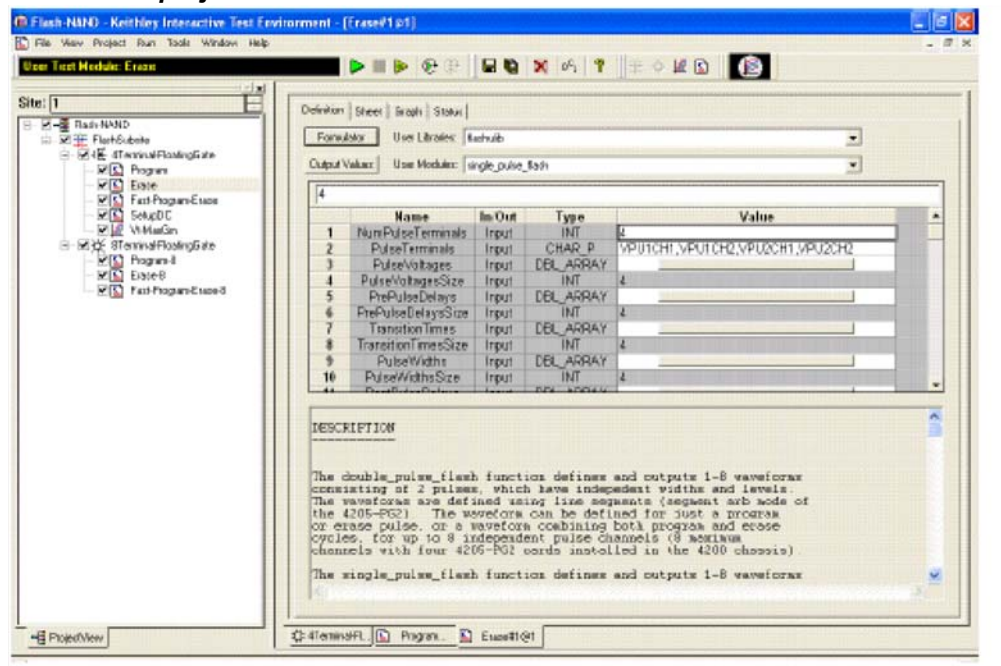 Flash-NAND - Keithley Interactive Test Environment - [Erase#1@1]
File View Project Run Tools Window Help
User Test Module: Erase
Site: 1
Flash-NAND
FlashSubsite
4TerminalFloatingGate
Program
Erase
Fast-Program-Erase
SetupDC
Vt-MaxGm
8TerminalFloatingGate
Program-8
Erase-8
Fast-Program-Erase-8
ProjectView
Definition Sheet Graph Status
Formulator User Libraries: flashulib
Output Values User Modules: single_pulse_flash
4
Name In/Out Type Value
1 NumPulseTerminals Input INT 4
2 PulseTerminals Input CHAR_P VPU1CH1,VPU1CH2,VPU2CH1,VPU2CH2
3 PulseVoltages Input DBL_ARRAY
4 PulseVoltagesSize Input INT 4
5 PrePulseDelays Input DBL_ARRAY
6 PrePulseDelaysSize Input INT 4
7 TransitionTimes Input DBL_ARRAY
8 TransitionTimesSize Input INT 4
9 PulseWidths Input DBL_ARRAY
10 PulseWidthsSize Input INT 4
DESCRIPTION
-----------
The double_pulse_flash function defines and outputs 1-8 waveforms
consisting of 2 pulses, which have indepedent widths and levels.
The waveforms are defined using line segments (segment arb mode of
the 4205-PG2). The waveform can be defined for just a program
or erase pulse, or a waveform combining both program and erase
cycles, for up to 8 independent pulse channels (8 maximum
channels with four 4205-PG2 cards installed in the 4200 chassis).
The single_pulse_flash function defines and outputs 1-8 waveforms
4TerminalFl... Program... Erase#1@1